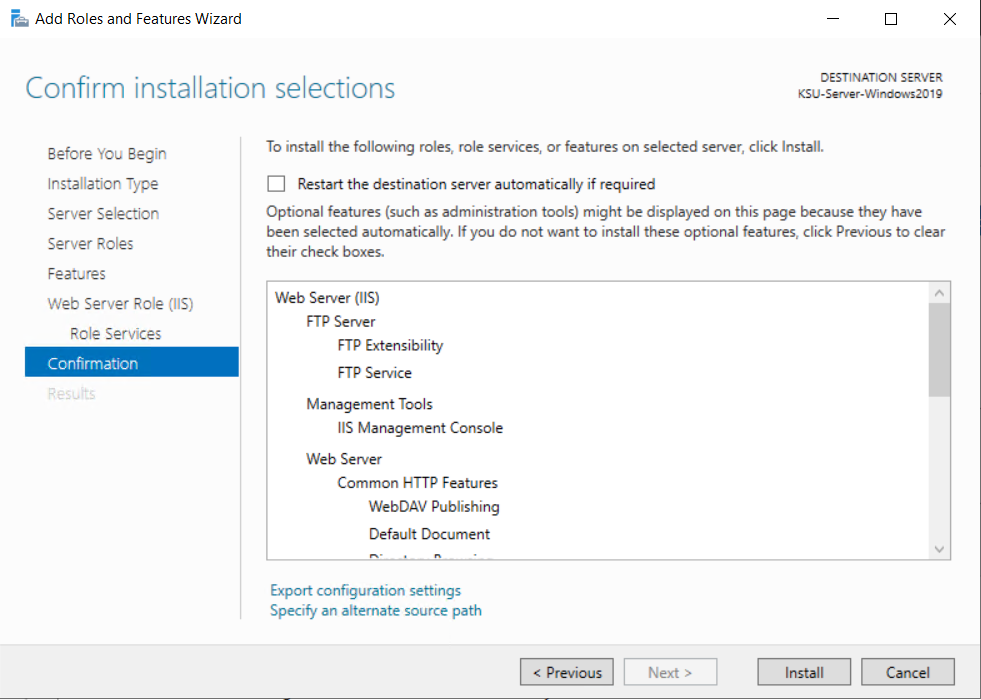 Add Roles and Features Wizard
Confirm installation selections
DESTINATION SERVER
KSU-Server-Windows2019
Before You Begin
Installation Type
Server Selection
Server Roles
Features
Web Server Role (IIS)
Role Services
Confirmation
Results
To install the following roles, role services, or features on selected server, click Install.
Restart the destination server automatically if required
Optional features (such as administration tools) might be displayed on this page because they have
been selected automatically. If you do not want to install these optional features, click Previous to clear
their check boxes.
Web Server (IIS)
FTP Server
FTP Extensibility
FTP Service
Management Tools
IIS Management Console
Web Server
Common HTTP Features
WebDAV Publishing
Default Document
Export configuration settings
Specify an alternate source path
< Previous
Next >
Install
Cancel